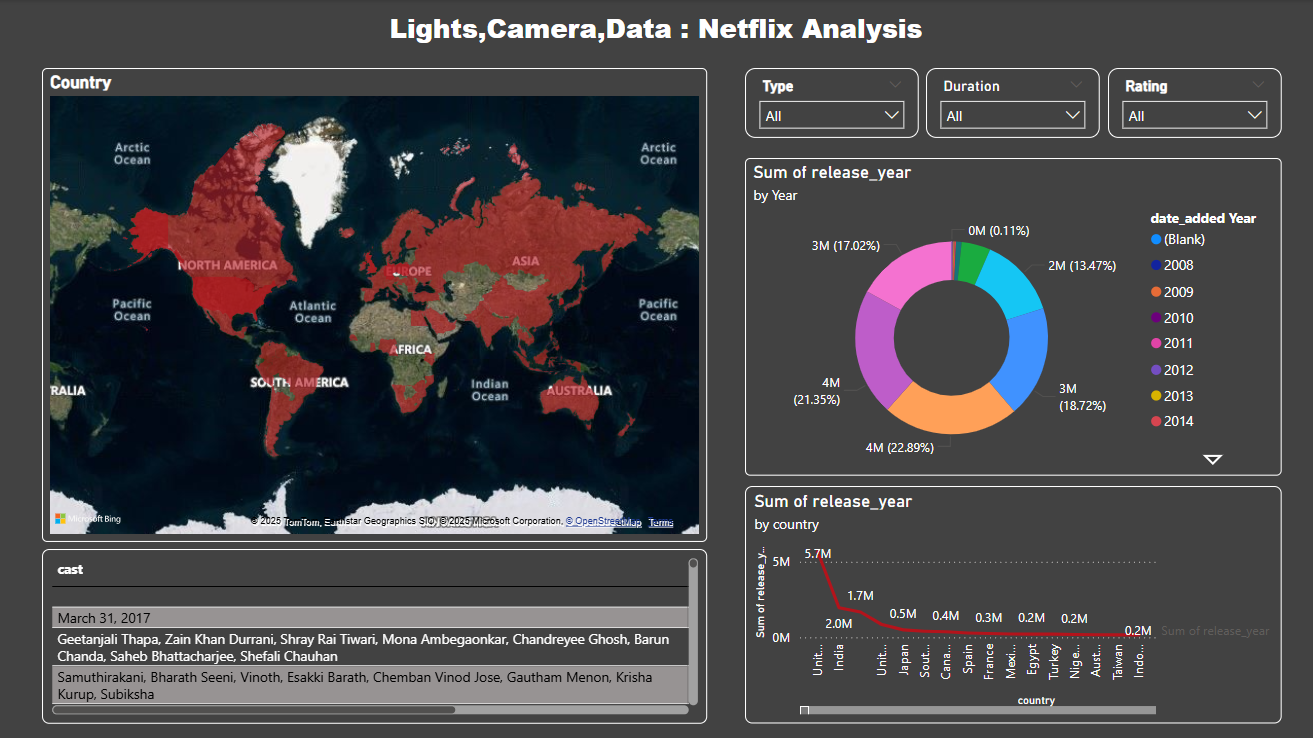 Lights,Camera,Data : Netflix Analysis
Country
Arctic
Ocean
Arctic
Ocean
NORTH AMERICA
EUROPE
ASIA
Pacific
Ocean
Atlantic
Ocean
Pacific
Ocean
AFRICA
SOUTH AMERICA
Indian
Ocean
RALIA
AUSTRALIA
Microsoft Bing
© 2025 TomTom, Earthstar Geographics SIO, © 2025 Microsoft Corporation, © OpenStreetMap Terms
cast
March 31, 2017
Geetanjali Thapa, Zain Khan Durrani, Shray Rai Tiwari, Mona Ambegaonkar, Chandreyee Ghosh, Barun
Chanda, Saheb Bhattacharjee, Shefali Chauhan
Samuthirakani, Bharath Seeni, Vinoth, Esakki Barath, Chemban Vinod Jose, Gautham Menon, Krisha
Kurup, Subiksha
Type
All
Duration
All
Rating
All
Sum of release_year
by Year
0M (0.11%)
2M (13.47%)
3M
(18.72%)
4M (22.89%)
4M
(21.35%)
3M (17.02%)
date_added Year
(Blank)
2008
2009
2010
2011
2012
2013
2014
Sum of release_year
by country
Sum of release_y...
5M
0M
5.7M
2.0M
1.7M
0.5M
0.4M
0.3M
0.2M
0.2M
0.2M
Sum of release_year
Unit...
India
Unit...
Japan
Sout...
Cana...
Spain
France
Mexi...
Egypt
Turkey
Nige...
Aust...
Taiwan
Indo...
country